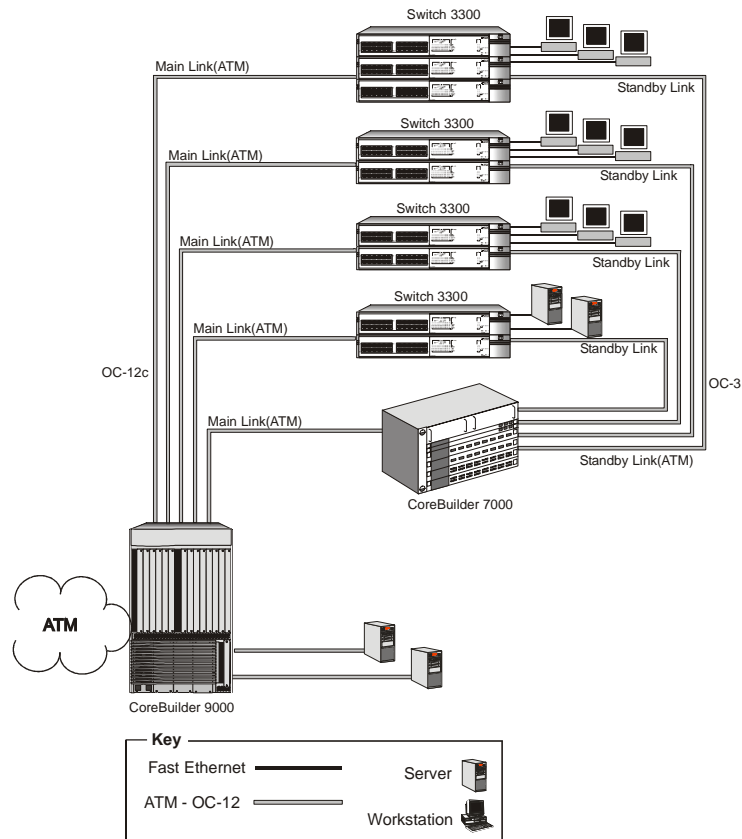 Switch 3300
Main Link(ATM)
Standby Link
Switch 3300
Main Link(ATM)
Standby Link
Switch 3300
Main Link(ATM)
Standby Link
Switch 3300
Main Link(ATM)
Standby Link
OC-12c
OC-3
Main Link(ATM)
Standby Link(ATM)
CoreBuilder 7000
ATM
CoreBuilder 9000
Key
Fast Ethernet
Server
ATM - OC-12
Workstation